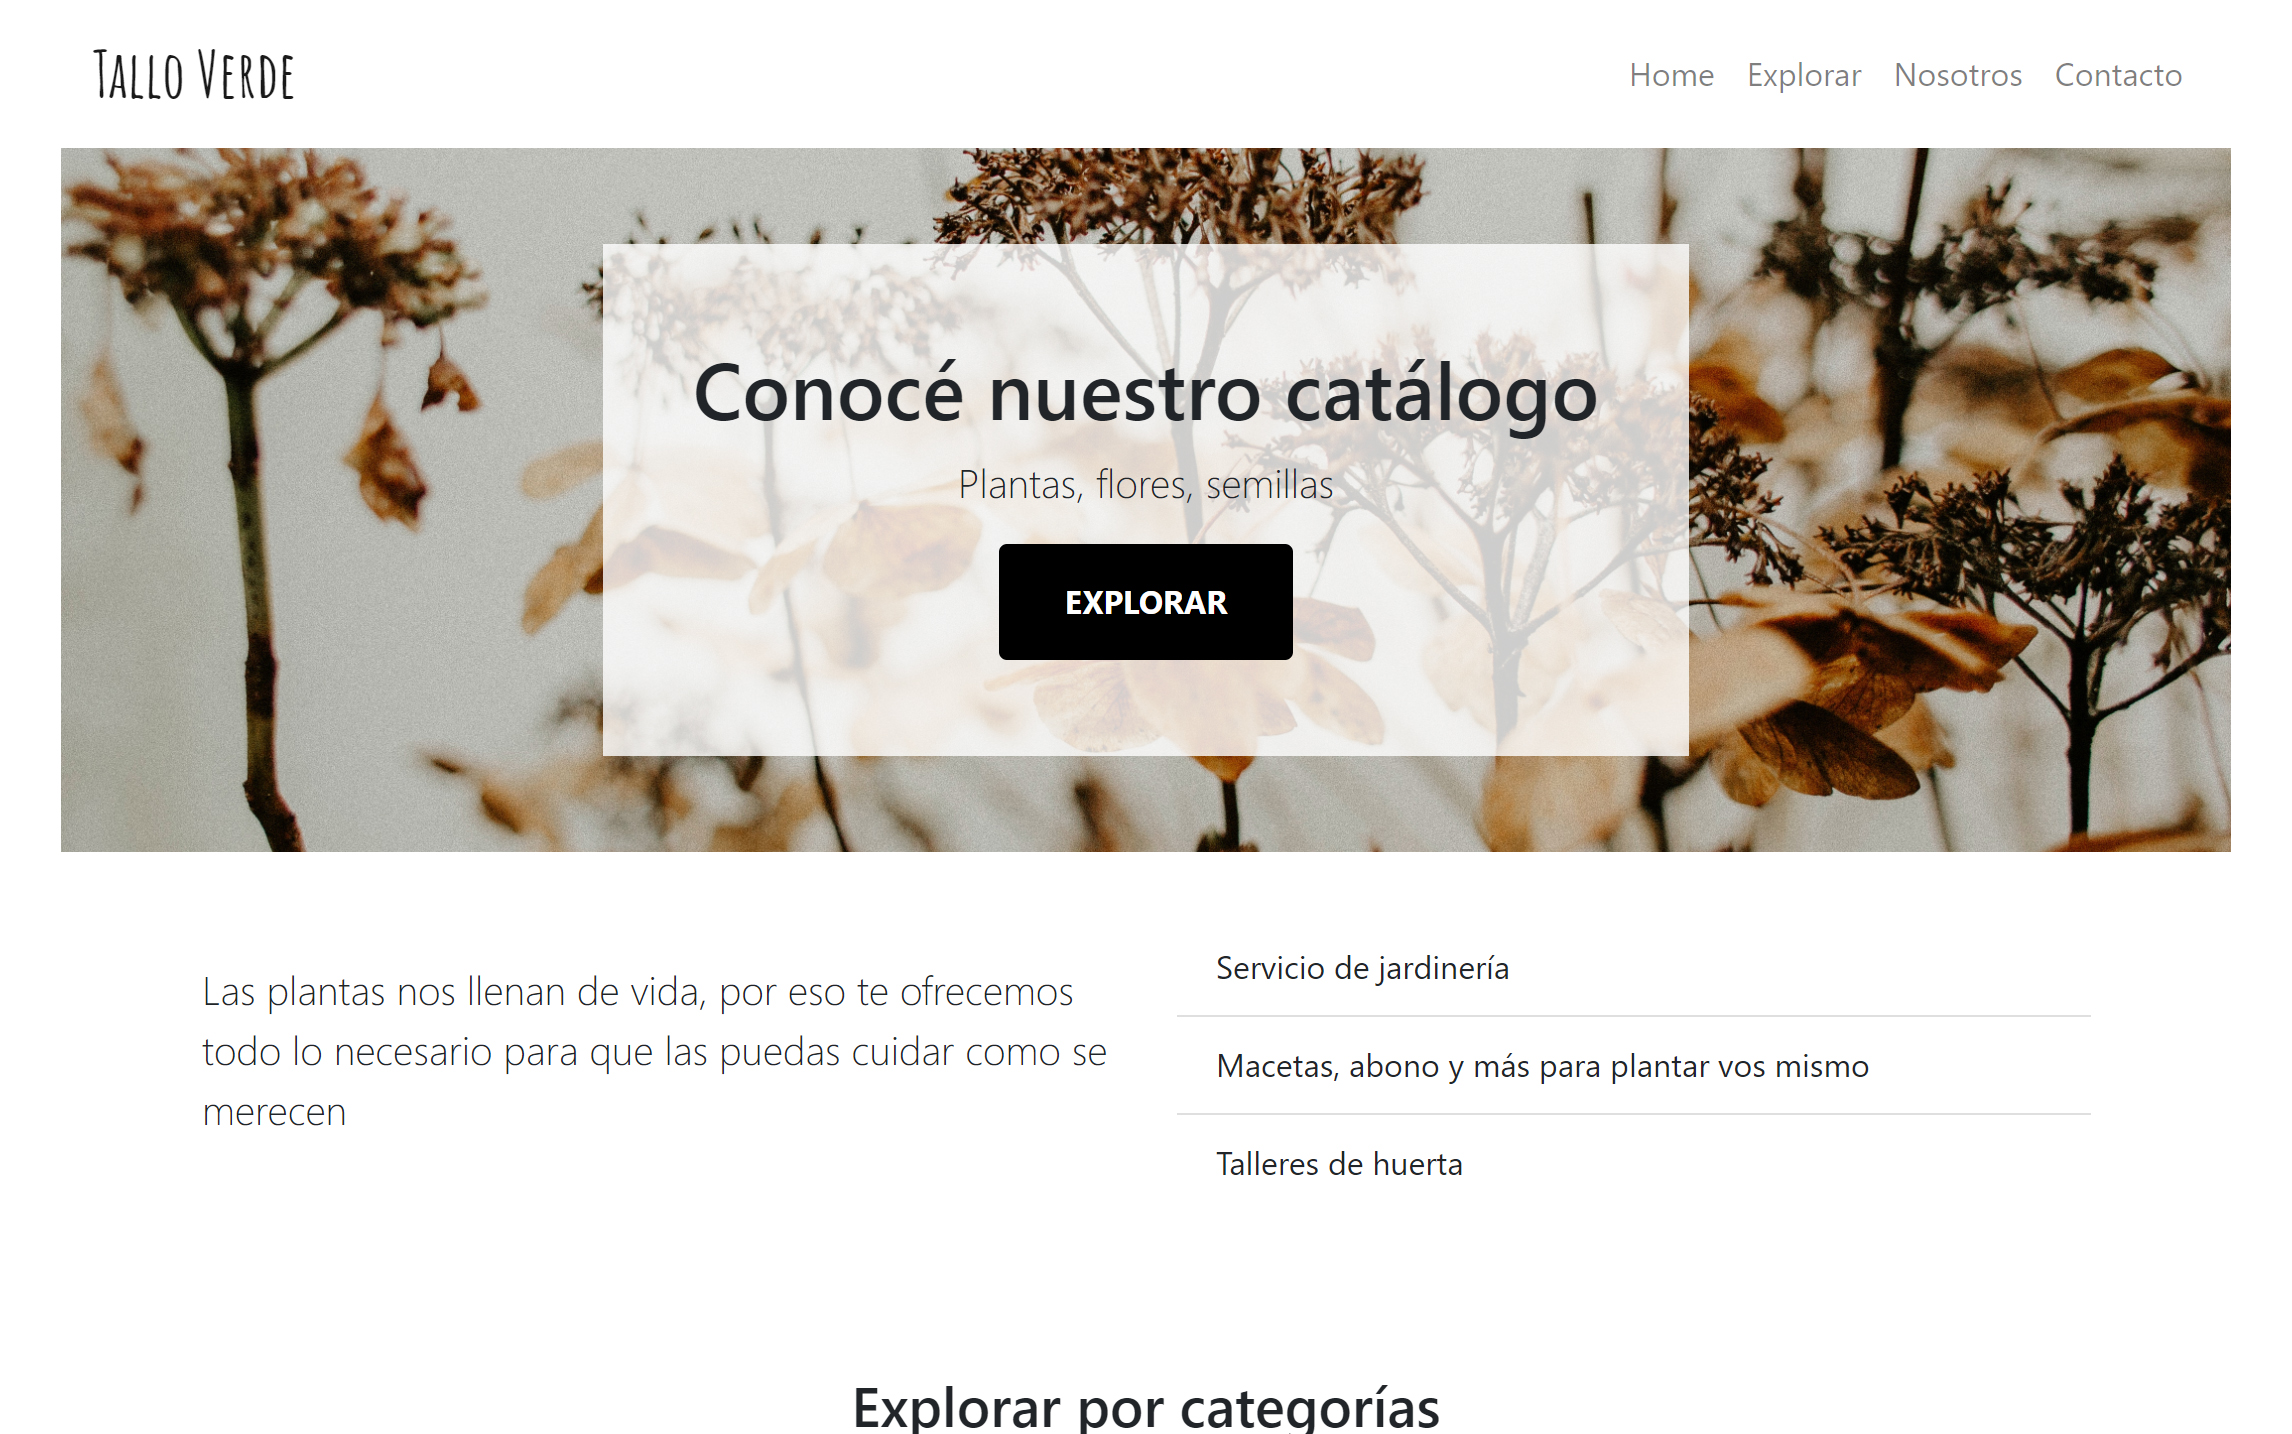 Tallo Verde
Home Explorar Nosotros Contacto
Conocé nuestro catálogo
Plantas, flores, semillas
EXPLORAR
Las plantas nos llenan de vida, por eso te ofrecemos
todo lo necesario para que las puedas cuidar como se
merecen
Servicio de jardinería
Macetas, abono y más para plantar vos mismo
Talleres de huerta
Explorar por categorías